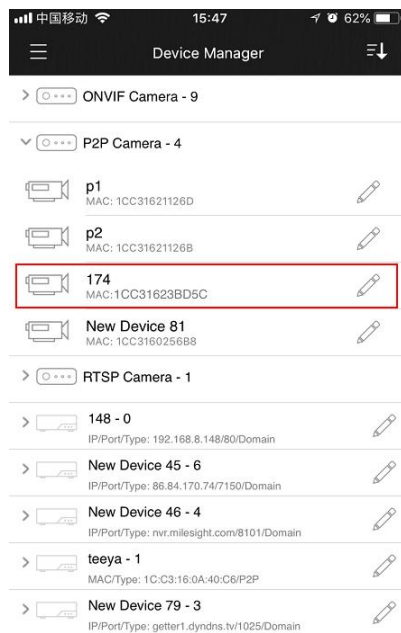 中国移动 15:47 62%
Device Manager
ONVIF Camera - 9
P2P Camera - 4
p1
MAC: 1CC31621126D
p2
MAC: 1CC31621126B
174
MAC:1CC31623BD5C
New Device 81
MAC: 1CC3160256B8
RTSP Camera - 1
148 - 0
IP/Port/Type: 192.168.8.148/80/Domain
New Device 45 - 6
IP/Port/Type: 86.84.170.74/7150/Domain
New Device 46 - 4
IP/Port/Type: nvr.milesight.com/8101/Domain
teeya - 1
MAC/Type: 1C:C3:16:0A:40:C6/P2P
New Device 79 - 3
IP/Port/Type: getter1.dyndns.tv/1025/Domain